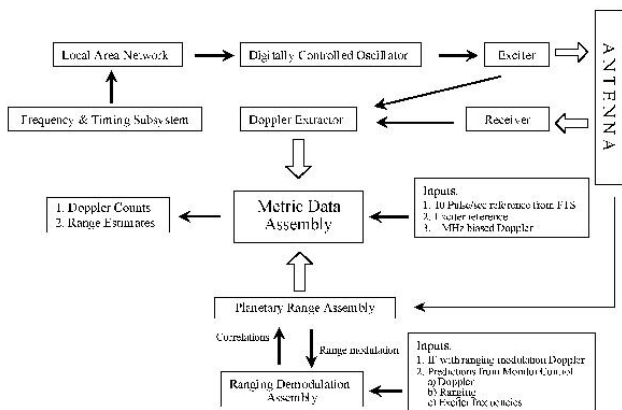 Local Area Network
Digitally Controlled Oscillator
Exciter
ANTENNA
Frequency & Timing Subsystem
Doppler Extractor
Receiver
1. Doppler Counts
2. Range Estimates
Metric Data
Assembly
Inputs.
1. 10 Pulse/sec reference from FTS
2. Exciter reference
3. MHz biased Doppler
Planetary Range Assembly
Correlations
Range modulation
Ranging Demodulation
Assembly
Inputs:
1. IF with ranging modulation Doppler
2. Predictions from Monitor Control
a) Doppler
b) Ranging
c) Exciter frequencies